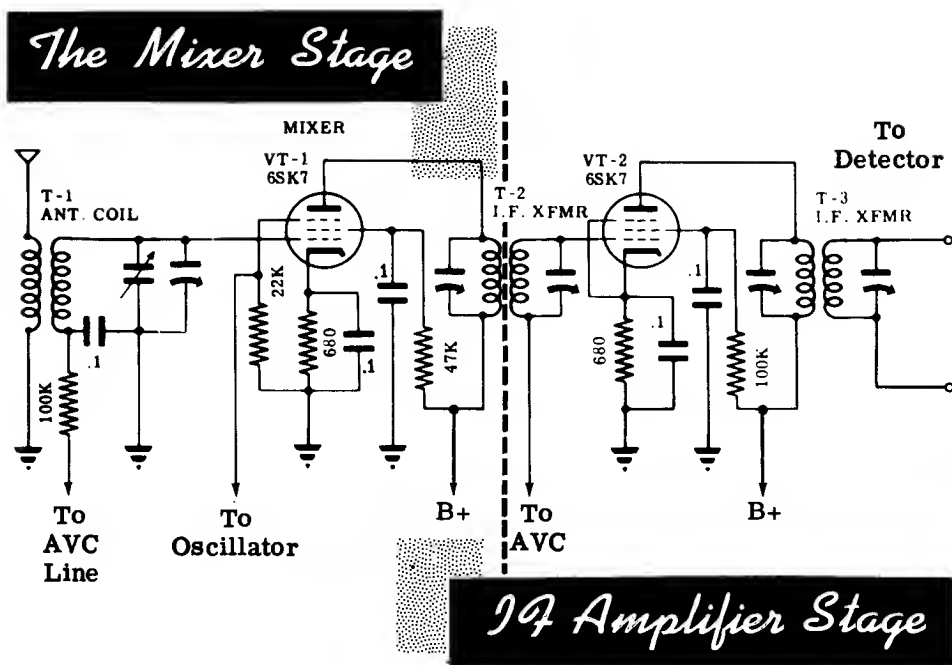 The Mixer Stage
MIXER
VT-1
6SK7
T-1
ANT. COIL
22K
680
.1
.1
47K
.1
100K
To
AVC
Line
To
Oscillator
B+
T-2
I.F. XFMR
VT-2
6SK7
To
Detector
T-3
I.F. XFMR
680
.1
.1
100K
To
AVC
B+
IF Amplifier Stage